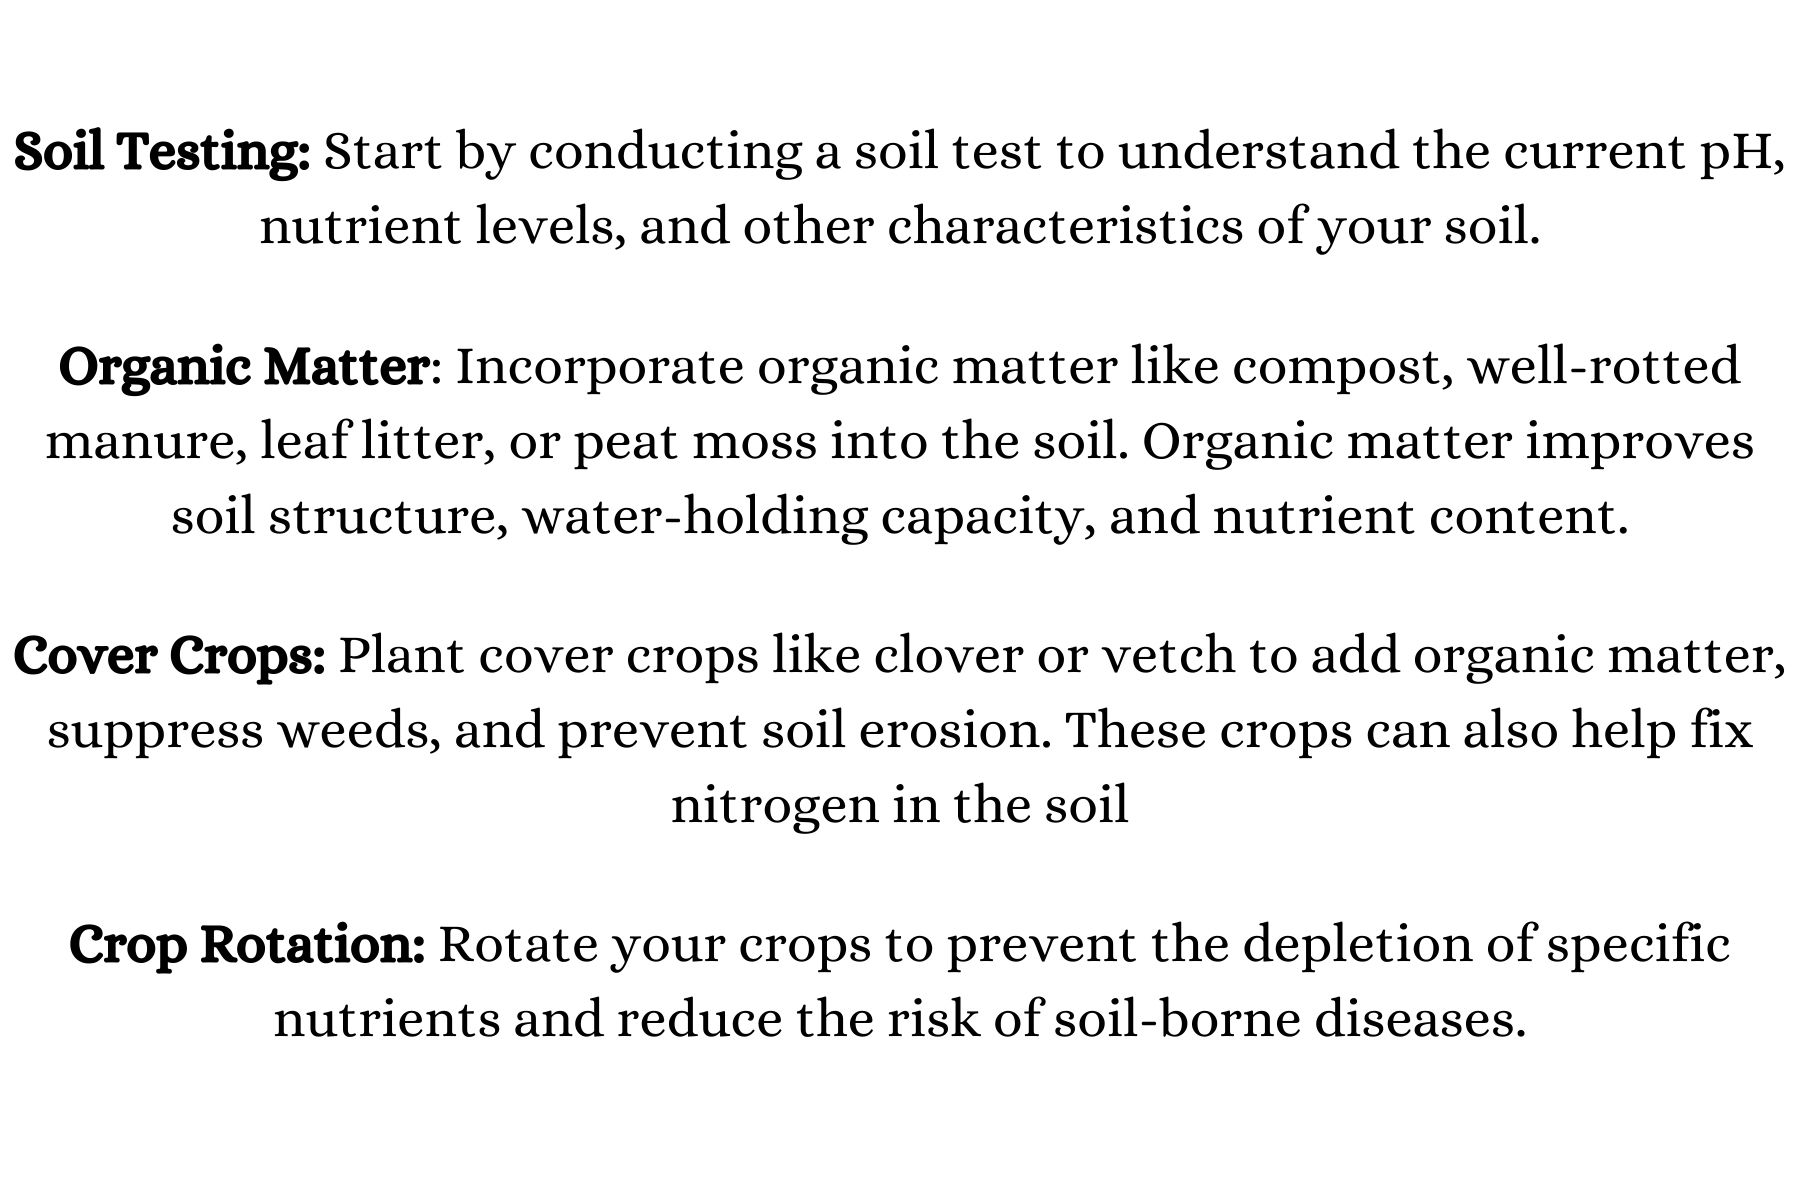 Soil Testing: Start by conducting a soil test to understand the current pH,
nutrient levels, and other characteristics of your soil.
Organic Matter: Incorporate organic matter like compost, well-rotted
manure, leaf litter, or peat moss into the soil. Organic matter improves
soil structure, water-holding capacity, and nutrient content.
Cover Crops: Plant cover crops like clover or vetch to add organic matter,
suppress weeds, and prevent soil erosion. These crops can also help fix
nitrogen in the soil
Crop Rotation: Rotate your crops to prevent the depletion of specific
nutrients and reduce the risk of soil-borne diseases.